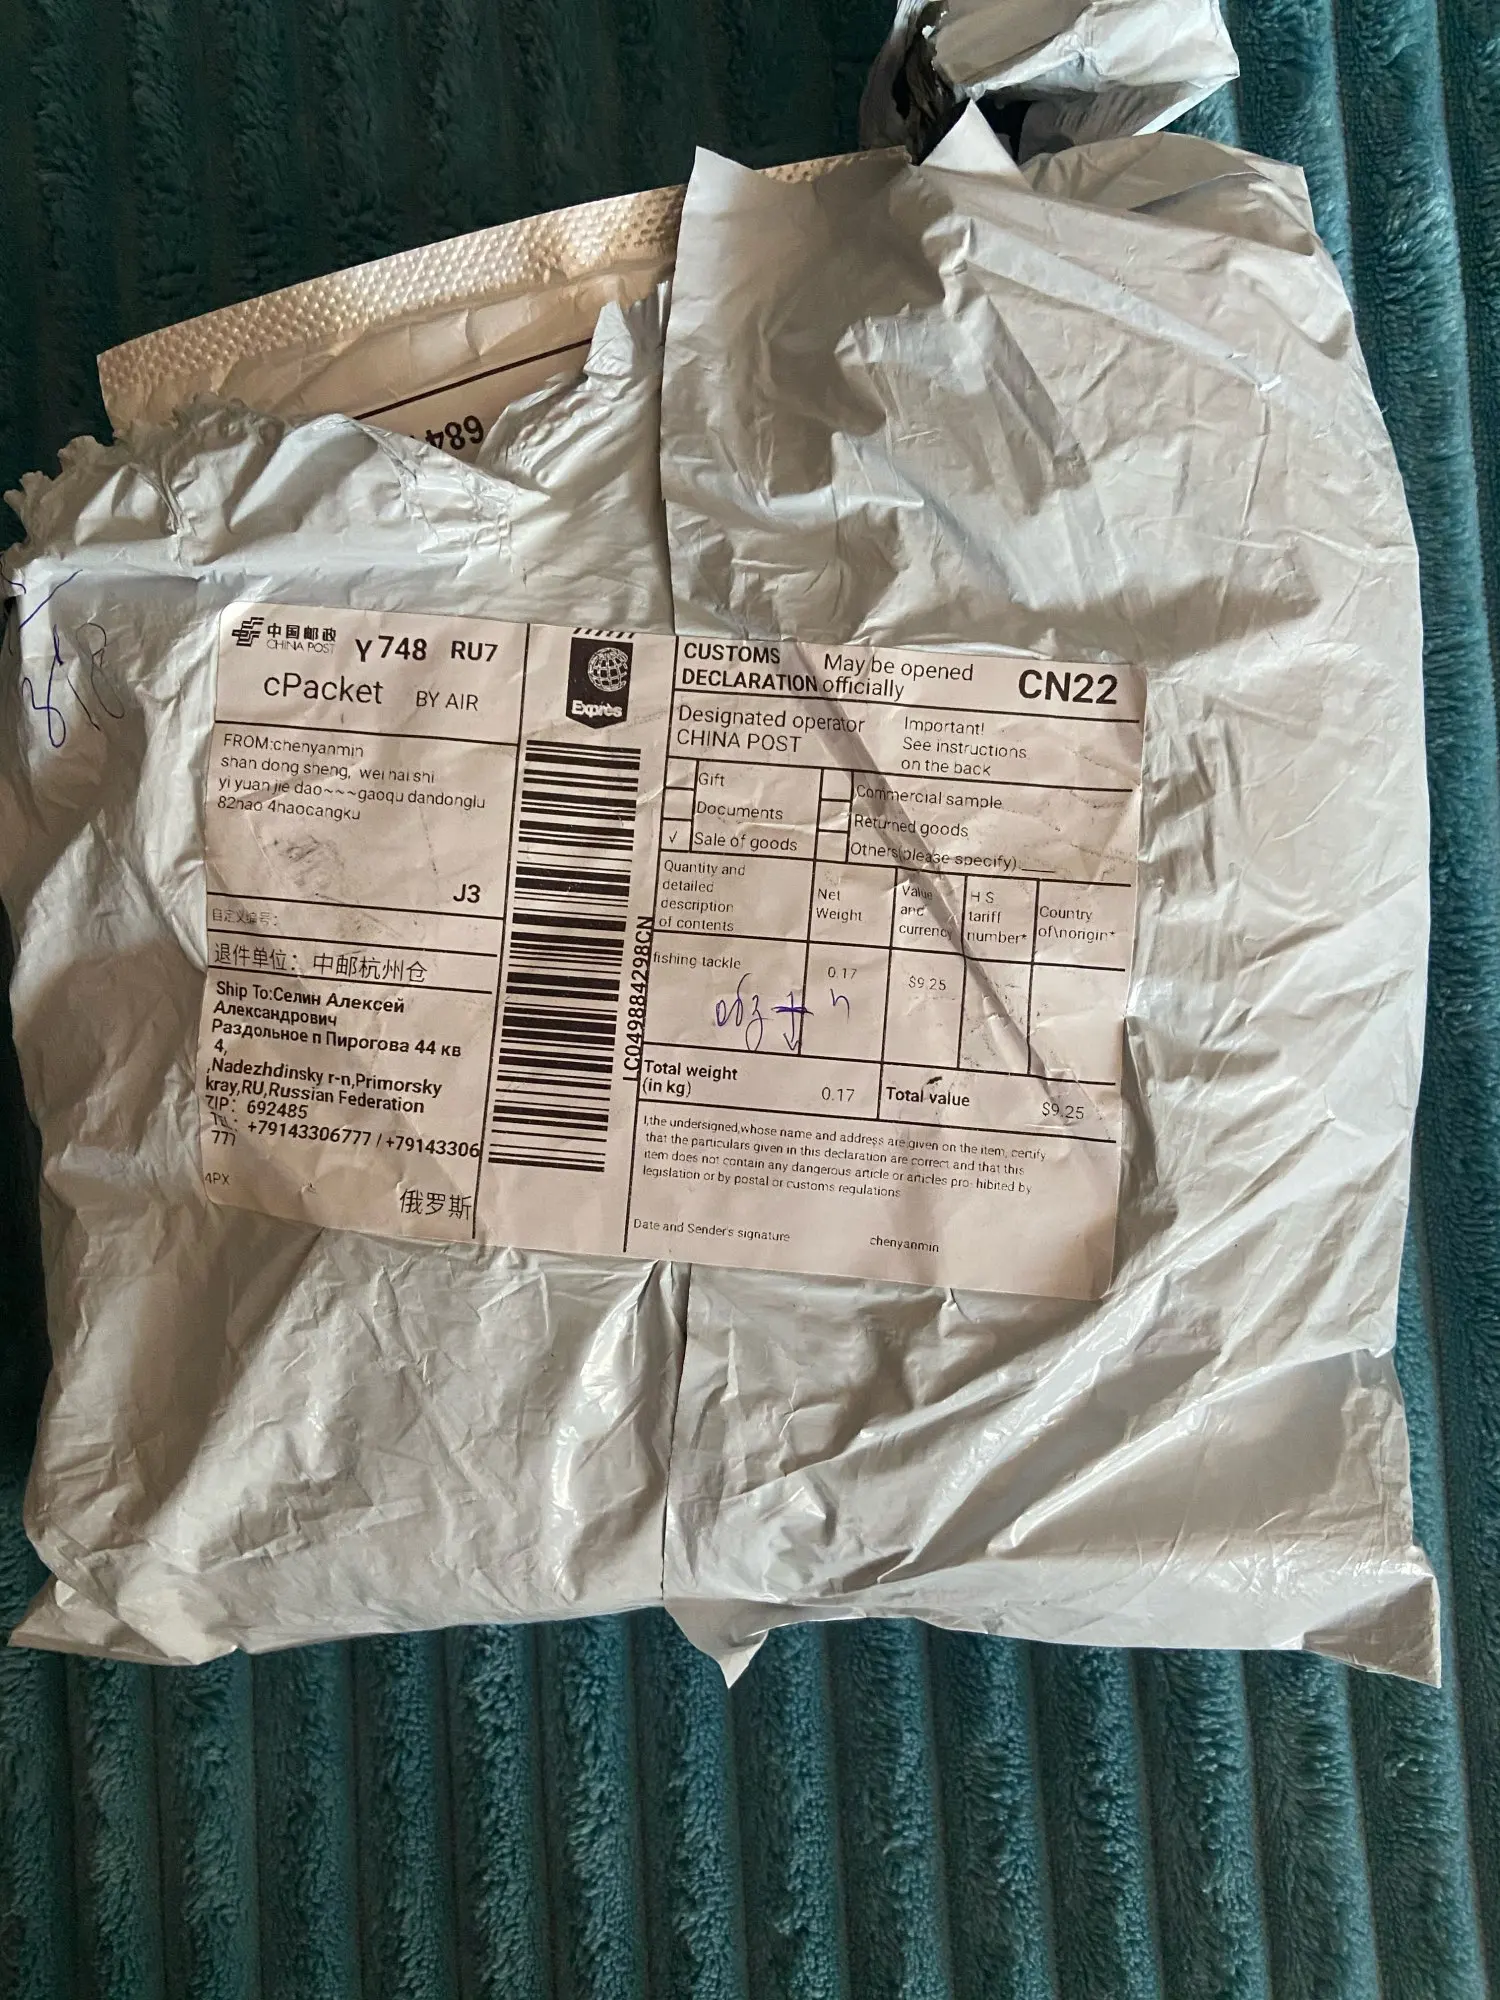 684
中国邮政
CHINA POST
Y 748 RU7
cPacket BY AIR
FROM:chenyanmin
shan dong sheng, wei hai shi
yi yuan jie dao~~~gaoqu dandonglu
82hao 4haocangku
J3
自定义编号:
退件单位: 中邮杭州仓
Ship To:Селин Алексей
Александрович
Раздольное п Пирогова 44 кв
4,
,Nadezhdinsky r-n,Primorsky
kray,RU,Russian Federation
ZIP: 692485
+79143306777 / +79143306
777
4PX
俄罗斯
Exprès
LC049884298CN
CUSTOMS
DECLARATION
May be opened
officially
CN22
Designated operator
CHINA POST
Important!
See instructions
on the back
Gift
Documents
√ Sale of goods
Commercial sample
Returned goods
Others(please specify):___
Quantity and
detailed
description
of contents
Net
Weight
Value
and
currency
H S
tariff
number*
Country
of\norigin*
fishing tackle
0.17
$9.25
Total weight
(in kg)
0.17
Total value
$9.25
I,the undersigned,whose name and address are given on the item, certify
that the particulars given in this declaration are correct and that this
item does not contain any dangerous article or articles pro- hibited by
legislation or by postal or customs regulations
Date and Sender's signature
chenyanmin